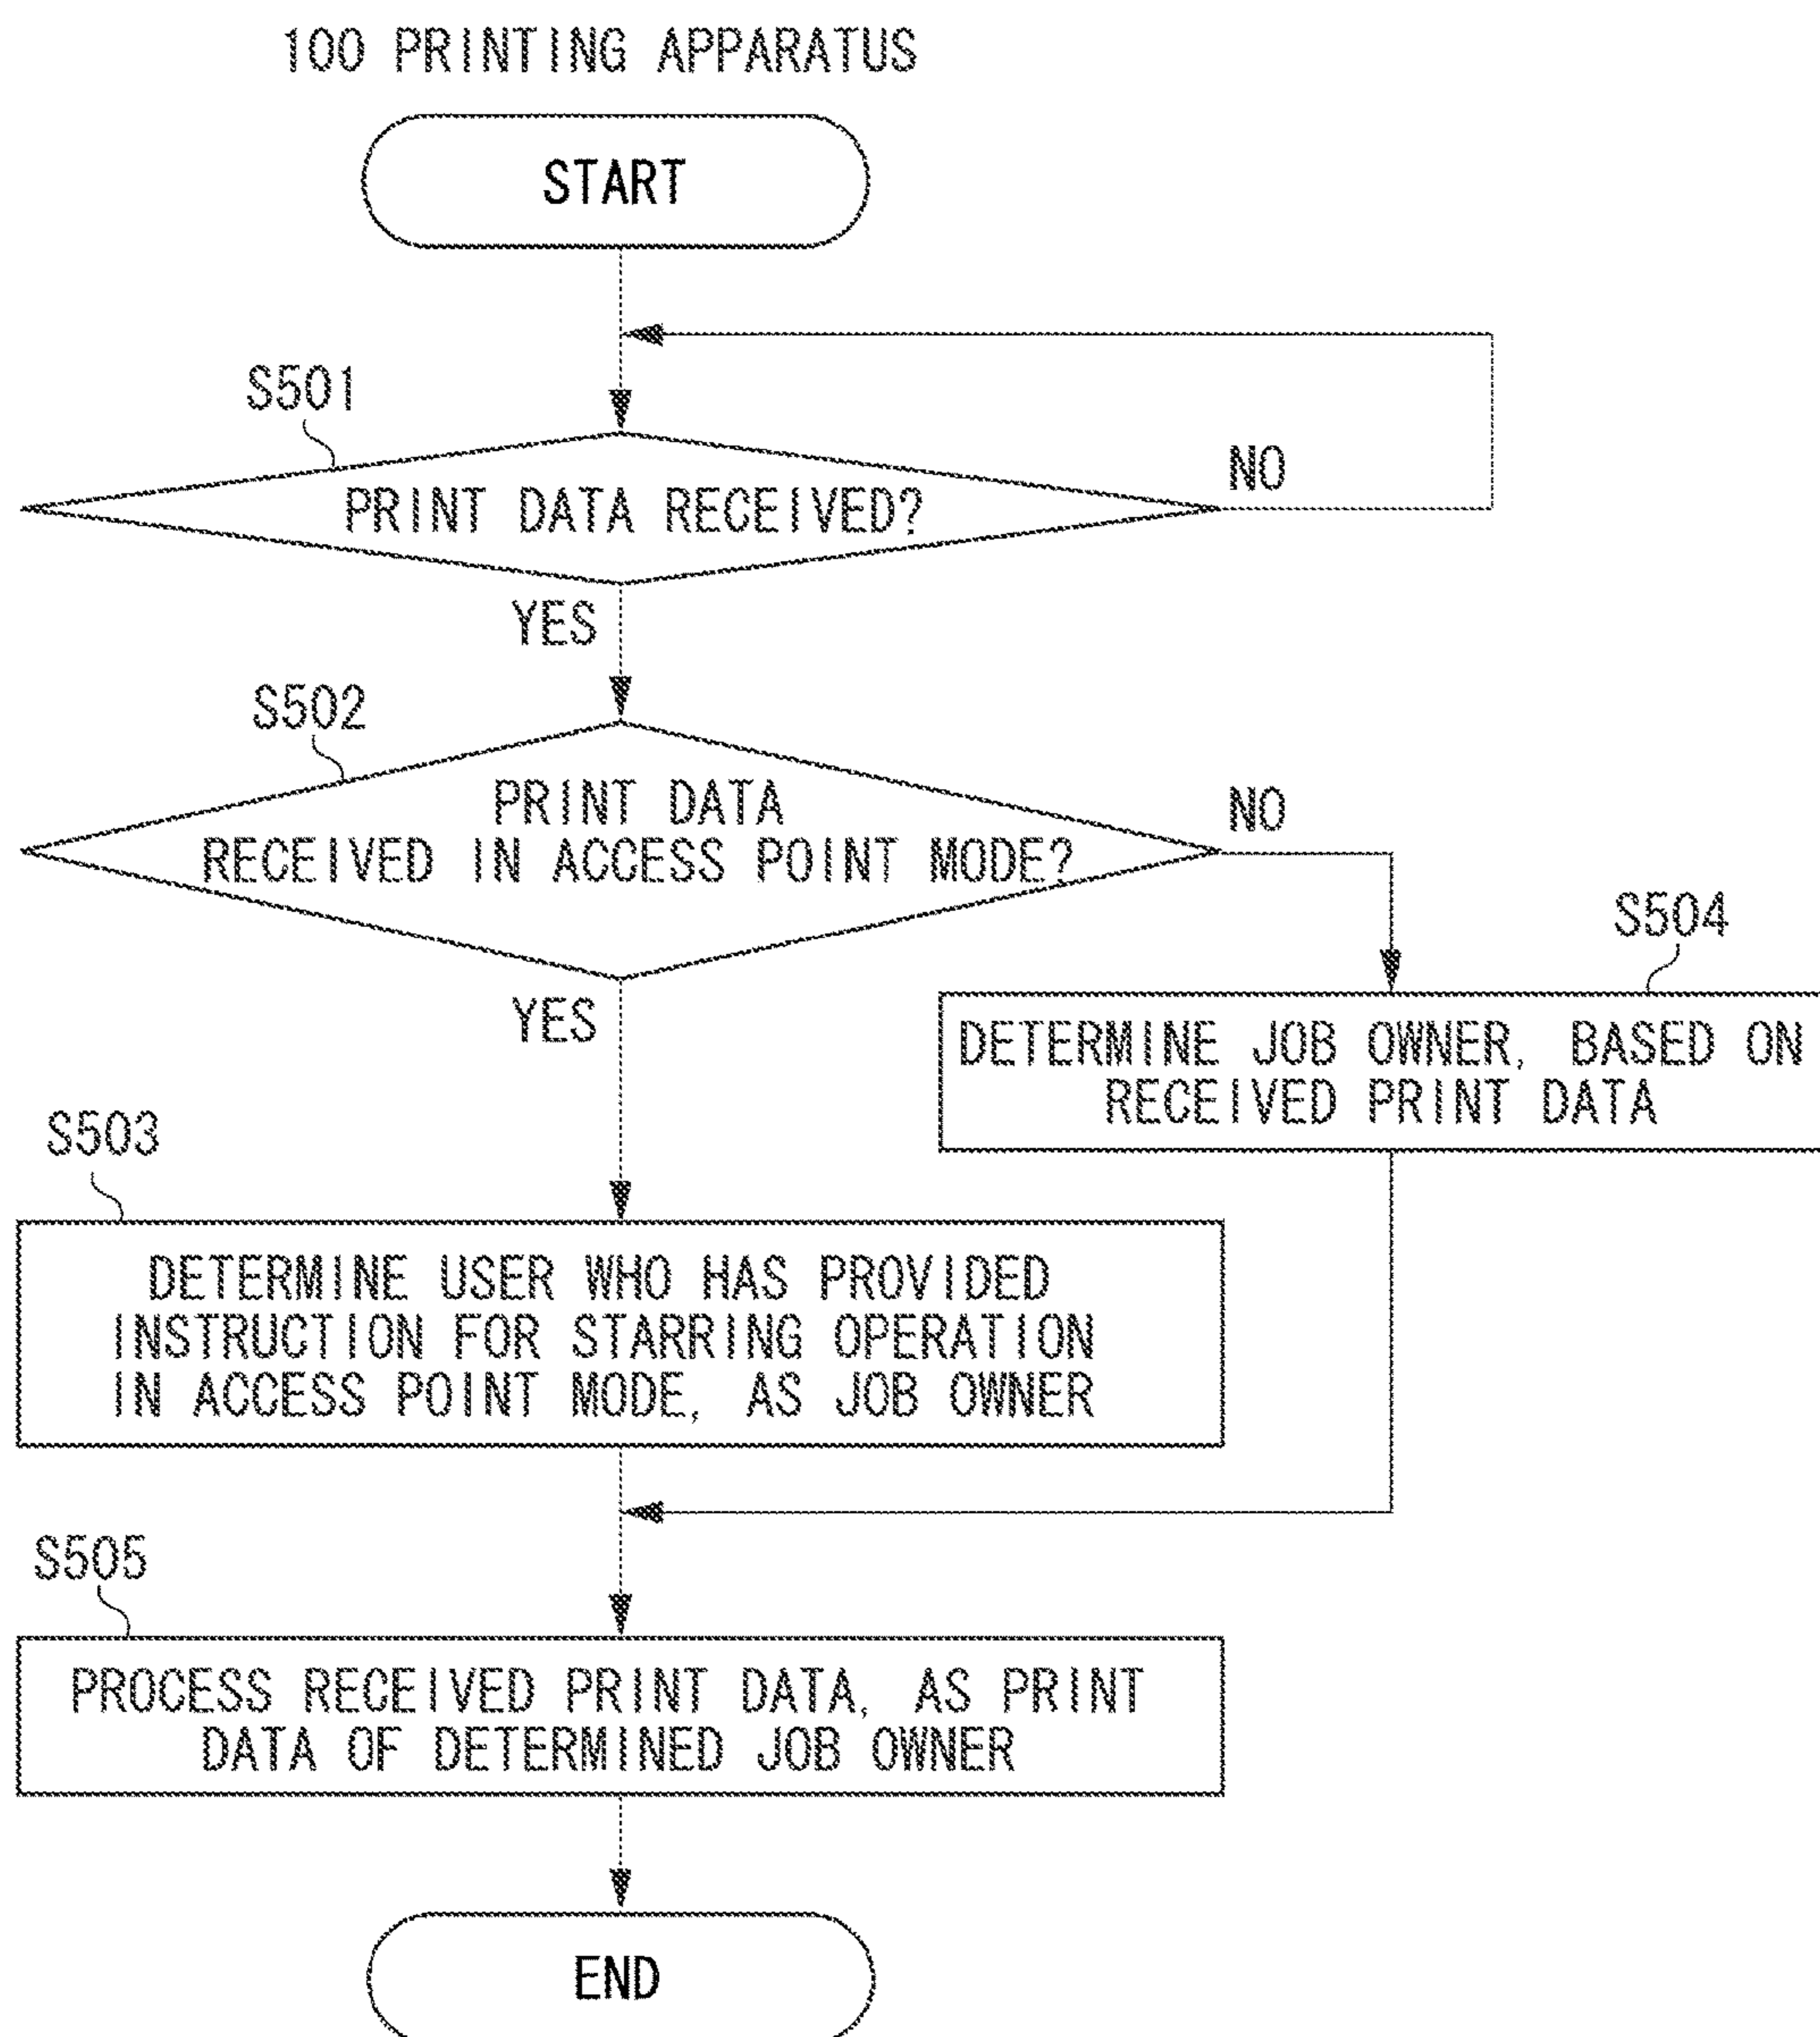 100 PRINTING APPARATUS
START
S501
PRINT DATA RECEIVED?
NO
YES
S502
PRINT DATA
RECEIVED IN ACCESS POINT MODE?
NO
YES
S504
DETERMINE JOB OWNER, BASED ON
RECEIVED PRINT DATA
S503
DETERMINE USER WHO HAS PROVIDED
INSTRUCTION FOR STARRING OPERATION
IN ACCESS POINT MODE, AS JOB OWNER
S505
PROCESS RECEIVED PRINT DATA, AS PRINT
DATA OF DETERMINED JOB OWNER
END